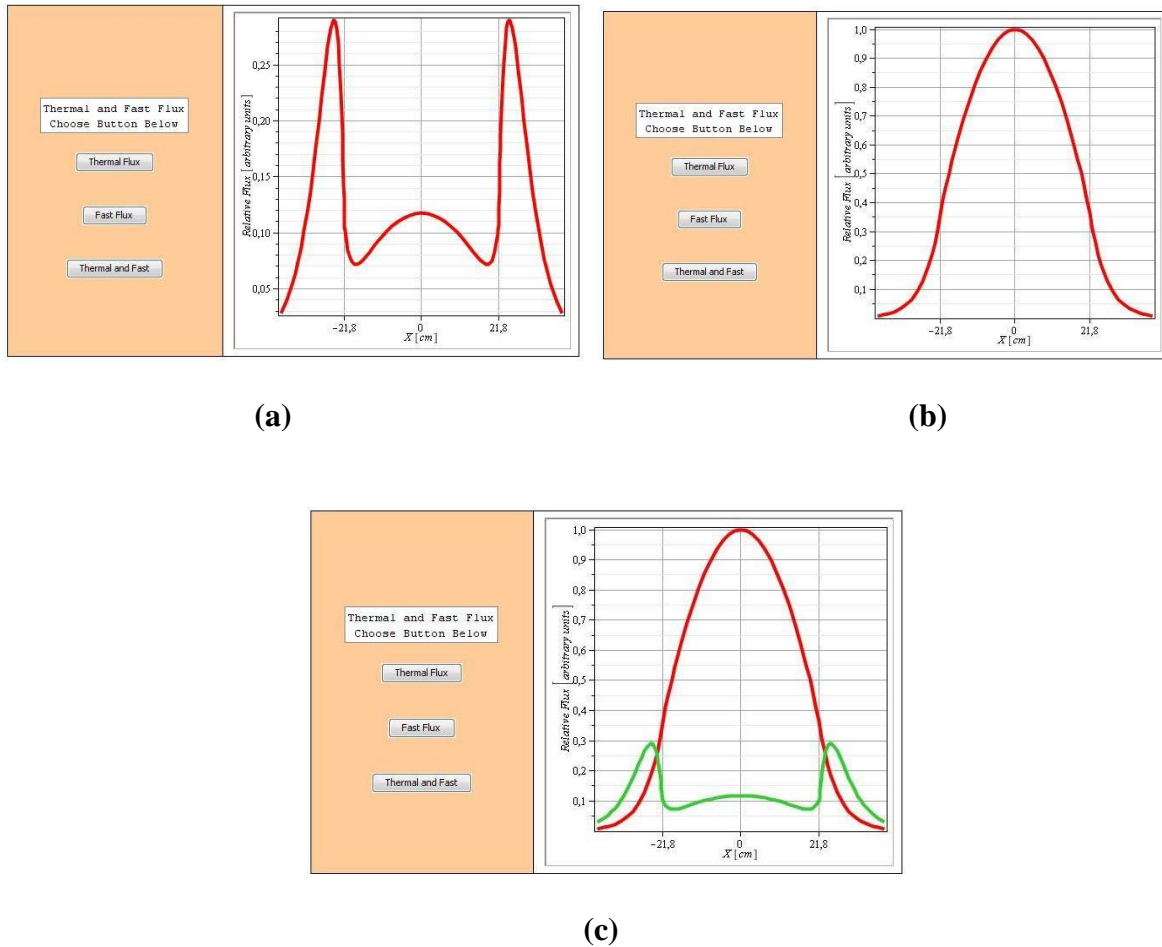 Thermal and Fast Flux
Choose Button Below
Thermal Flux
Fast Flux
Thermal and Fast
Relative Flux [arbitrary units]
0,25
0,20
0,15
0,10
0,05
−21,8
0
21,8
X [cm]
(a)
Thermal and Fast Flux
Choose Button Below
Thermal Flux
Fast Flux
Thermal and Fast
Relative Flux [arbitrary units]
1,0
0,9
0,8
0,7
0,6
0,5
0,4
0,3
0,2
0,1
−21,8
0
21,8
X [cm]
(b)
Thermal and Fast Flux
Choose Button Below
Thermal Flux
Fast Flux
Thermal and Fast
Relative Flux [arbitrary units]
1,0
0,9
0,8
0,7
0,6
0,5
0,4
0,3
0,2
0,1
−21,8
0
21,8
X [cm]
(c)